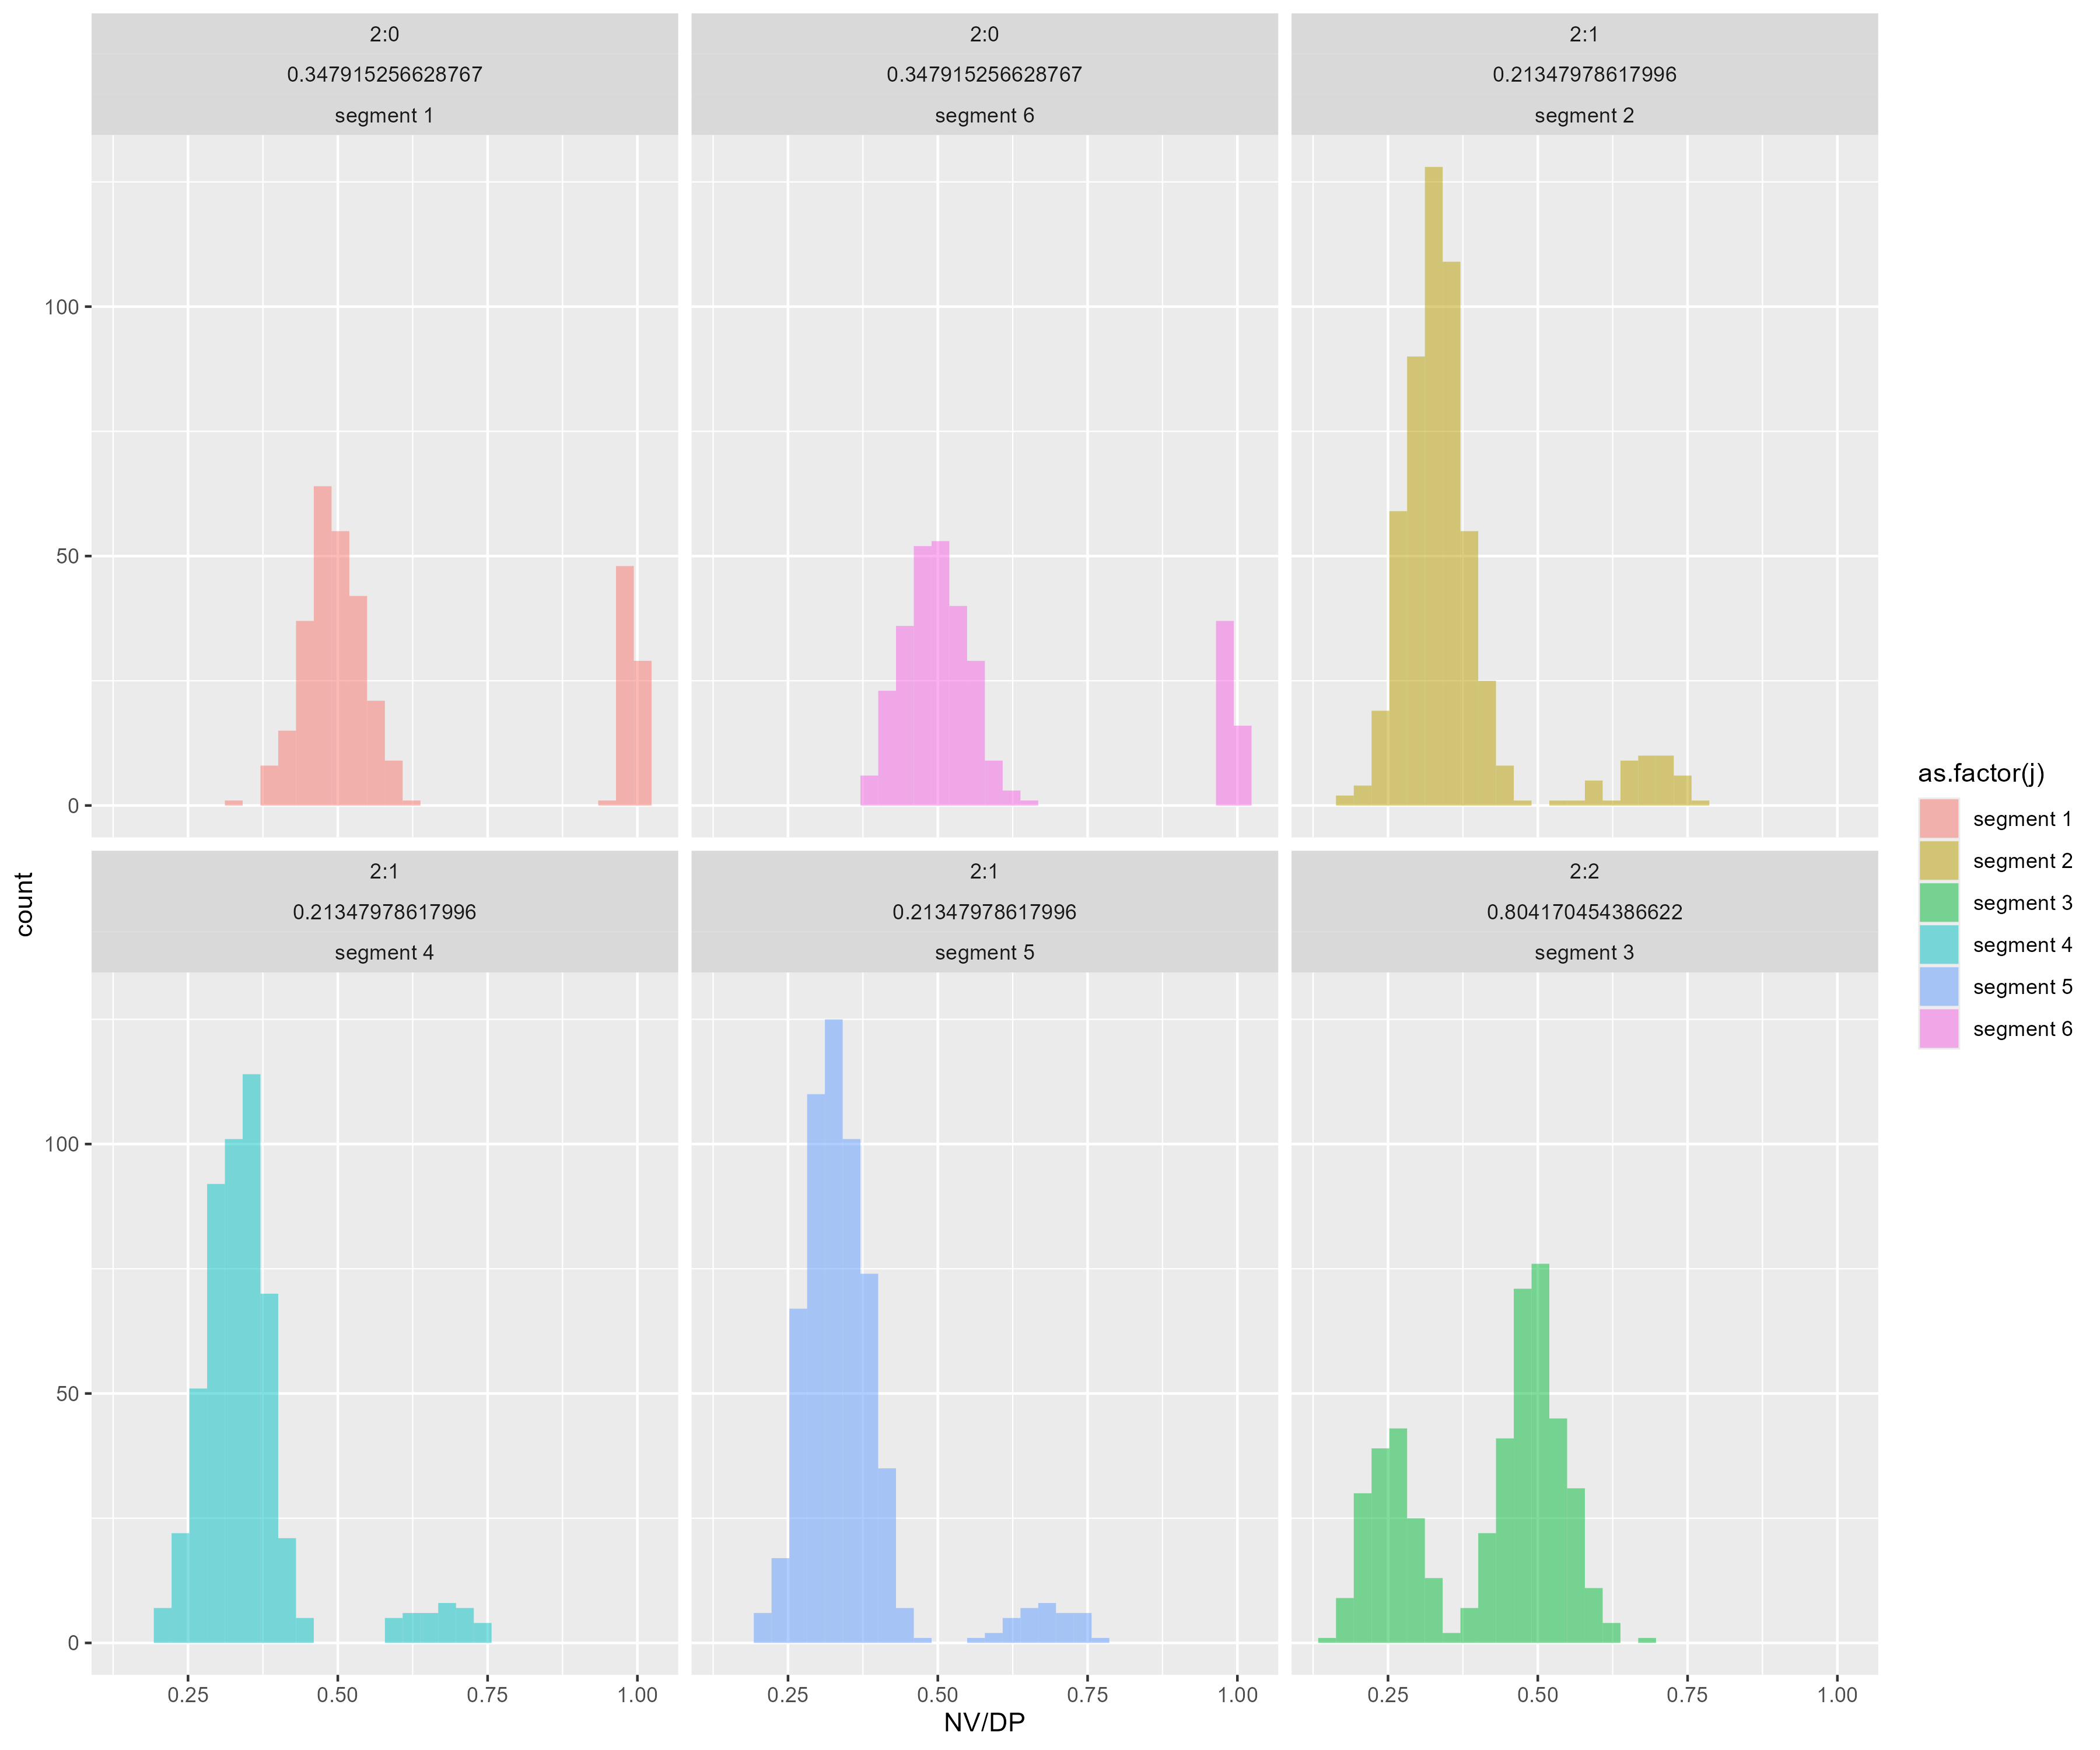 2:0
0.347915256628767
segment 1
2:0
0.347915256628767
segment 6
2:1
0.21347978617996
segment 2
100
50
0
2:1
0.21347978617996
segment 4
2:1
0.21347978617996
segment 5
2:2
0.804170454386622
segment 3
100
50
0
0.25 0.50 0.75 1.00
0.25 0.50 0.75 1.00
0.25 0.50 0.75 1.00
NV/DP
count
as.factor(j)
segment 1
segment 2
segment 3
segment 4
segment 5
segment 6